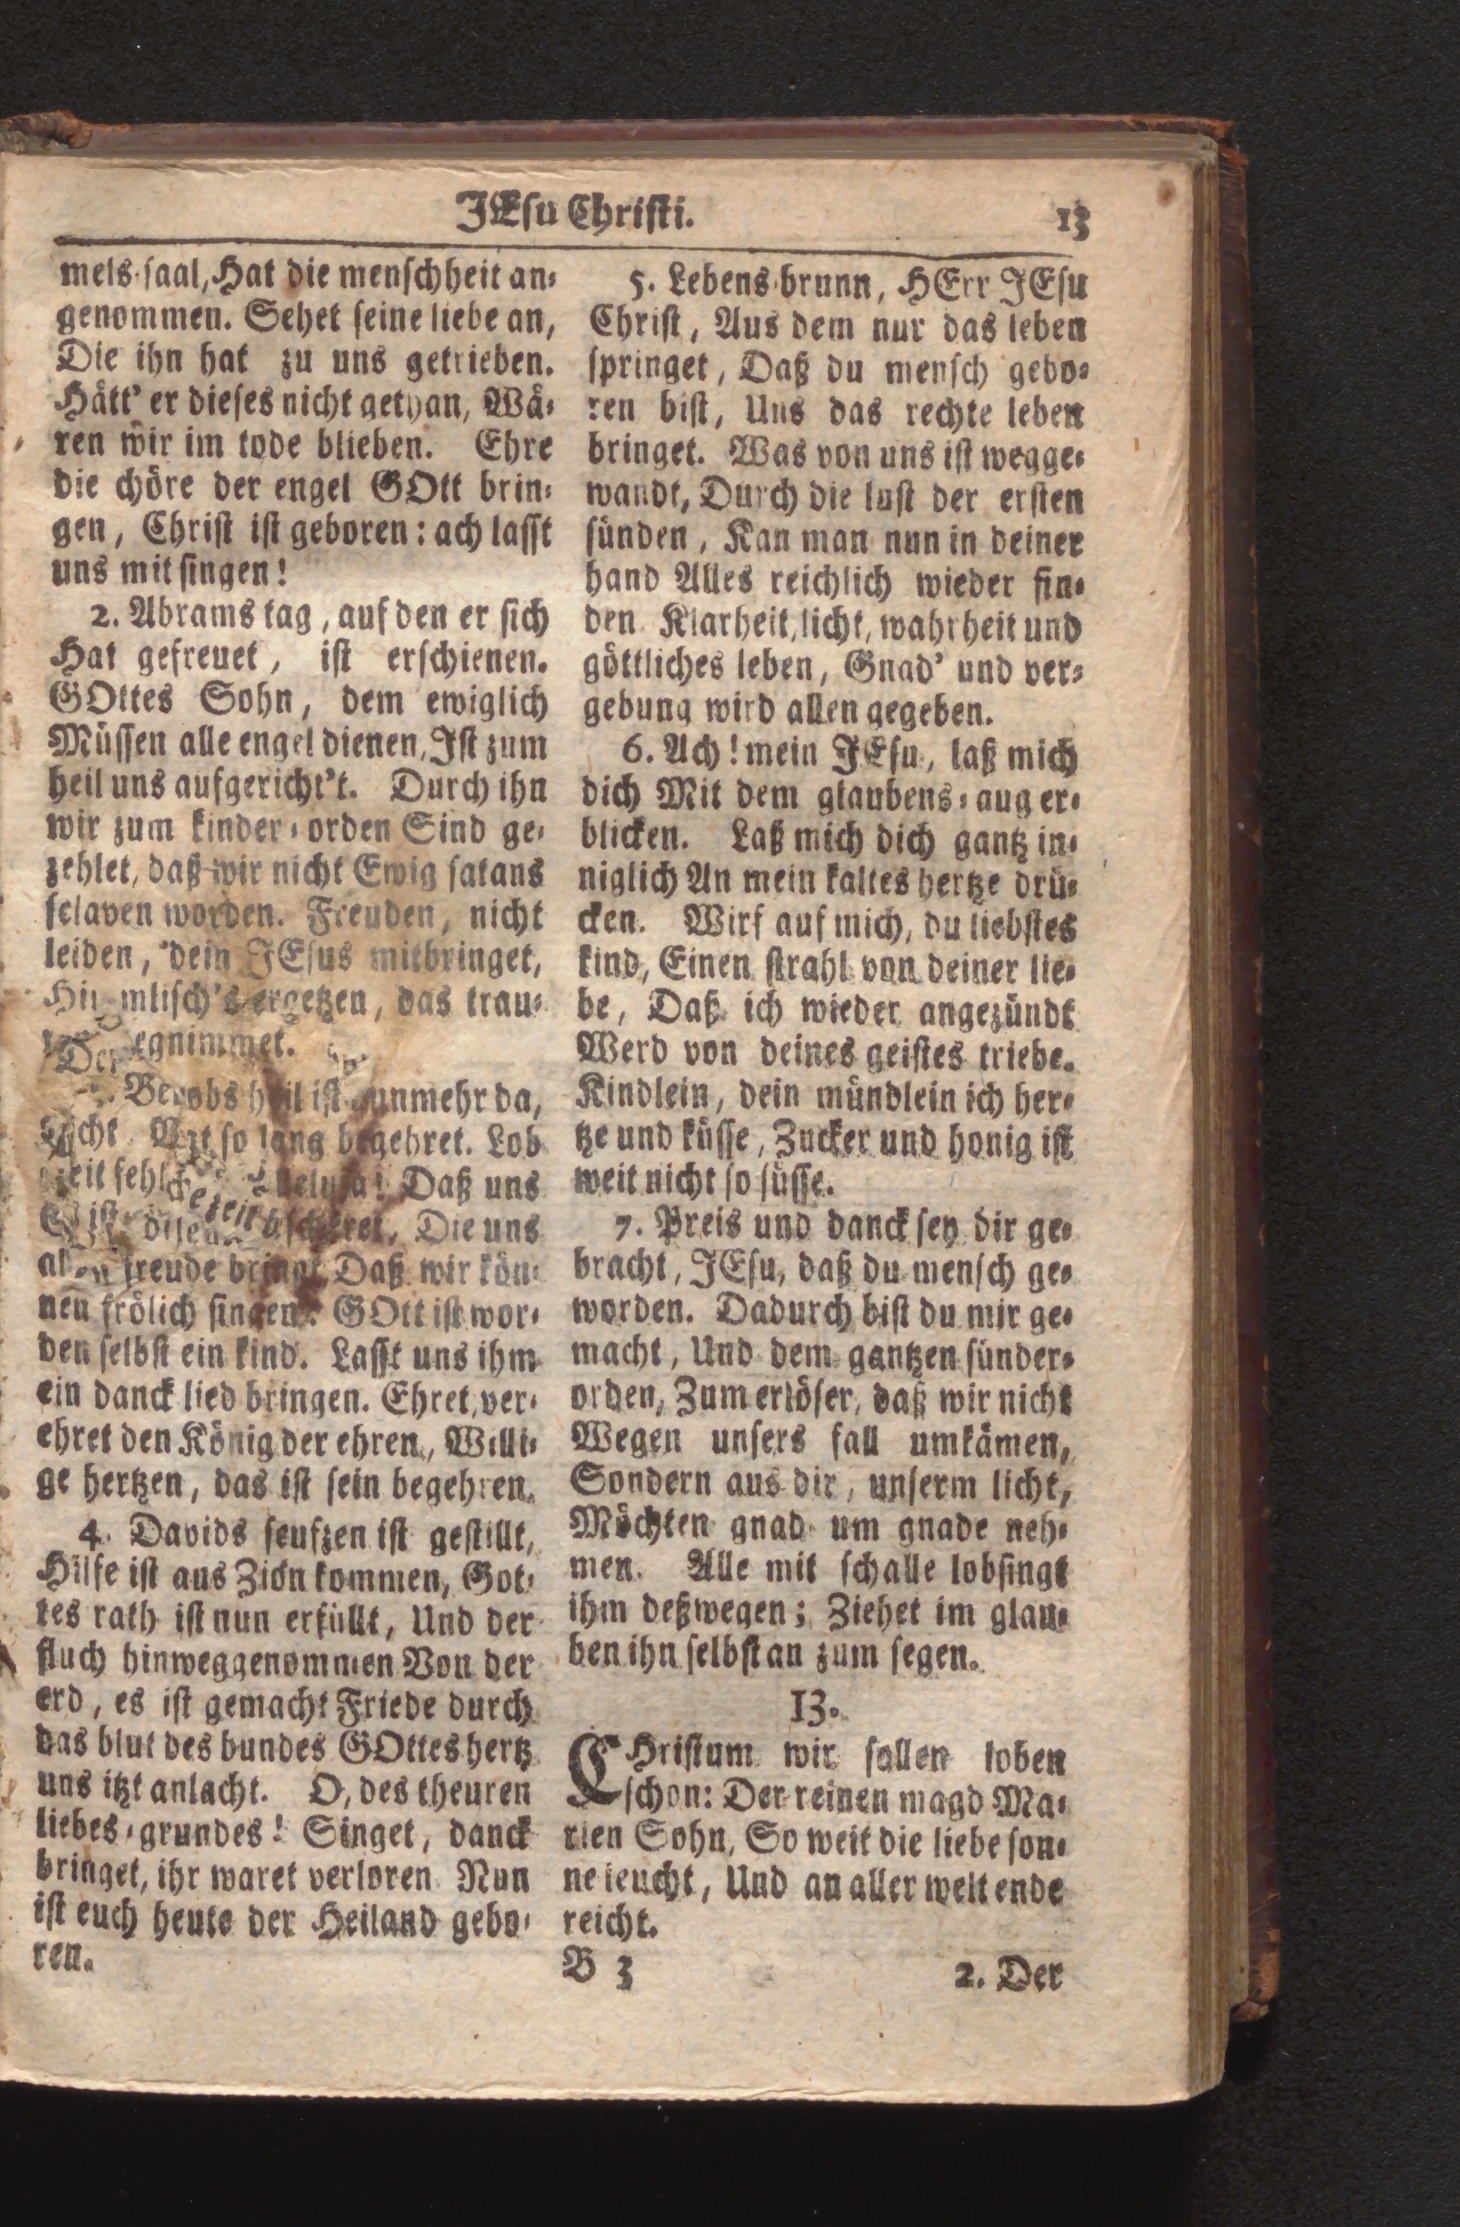 JEsu Christi.
13
mels-saal, Hat die menschheit an-
genommen. Sehet seine liebe an,
Die ihn hat zu uns getrieben.
Hätt' er dieses nicht gethan, Wä-
ren wir im tode blieben. Ehre
die chöre der engel GOtt brin-
gen, Christ ist geboren: ach lasst
uns mit singen!
2. Abrams tag, auf den er sich
Hat gefreuet, ist erschienen.
GOttes Sohn, dem ewiglich
Müssen alle engel dienen, Ist zum
heil uns aufgericht't. Durch ihn
wir zum kinder-orden Sind ge-
zehlet, daß wir nicht Ewig satans
sclaven worden. Freuden, nicht
leiden, dein JEsus mitbringet,
Himmlisch's ergetzen, das trau-
egnimmet.
heil ist nunmehr da,
so lang begehret. Lob
Daß uns
Die uns
freude bringt, Daß wir kön-
nen frölich singen: GOtt ist wor-
den selbst ein kind. Lasst uns ihm
ein danck lied bringen. Ehret, ver-
ehret den König der ehren, Willi-
ge hertzen, das ist sein begehren.
4. Davids seufzen ist gestillt,
Hilfe ist aus Zion kommen, Got-
tes rath ist nun erfüllt, Und der
fluch hinweggenommen Von der
erd, es ist gemacht Friede durch
das blut des bundes GOttes hertz
uns itzt anlacht. O, des theuren
liebes-grundes! Singet, danck
bringet, ihr waret verloren Nun
ist euch heute der Heiland gebo-
ren.
5. Lebens-brunn, HErr JEsu
Christ, Aus dem nur das leben
springet, Daß du mensch gebo-
ren bist, Uns das rechte leben
bringet. Was von uns ist wegge-
wandt, Durch die lust der ersten
sünden, Kan man nun in deiner
hand Alles reichlich wieder fin-
den Klarheit, licht, wahrheit und
göttliches leben, Gnad' und ver-
gebung wird allen gegeben.
6. Ach! mein JEsu, laß mich
dich Mit dem glaubens-aug er-
blicken. Laß mich dich gantz in-
niglich An mein kaltes hertze drü-
cken. Wirf auf mich, du liebstes
kind, Einen strahl von deiner lie-
be, Daß ich wieder angezündt
Werd von deines geistes triebe.
Kindlein, dein mündlein ich her-
tze und küsse, Zucker und honig ist
weit nicht so süsse.
7. Preis und danck sey dir ge-
bracht, JEsu, daß du mensch ge-
worden. Dadurch bist du mir ge-
macht, Und dem gantzen sünder-
orden, Zum erlöser, daß wir nicht
Wegen unsers fall umkämen,
Sondern aus dir, unserm licht,
Möchten gnad um gnade neh-
men. Alle mit schalle lobsingt
ihm deßwegen; Ziehet im glau-
ben ihn selbst an zum segen.
13.
CHristum wir sollen loben
schon: Der reinen magd Ma-
rien Sohn, So weit die liebe son-
ne leucht, Und an aller welt ende
reicht.
B 3
2. Der